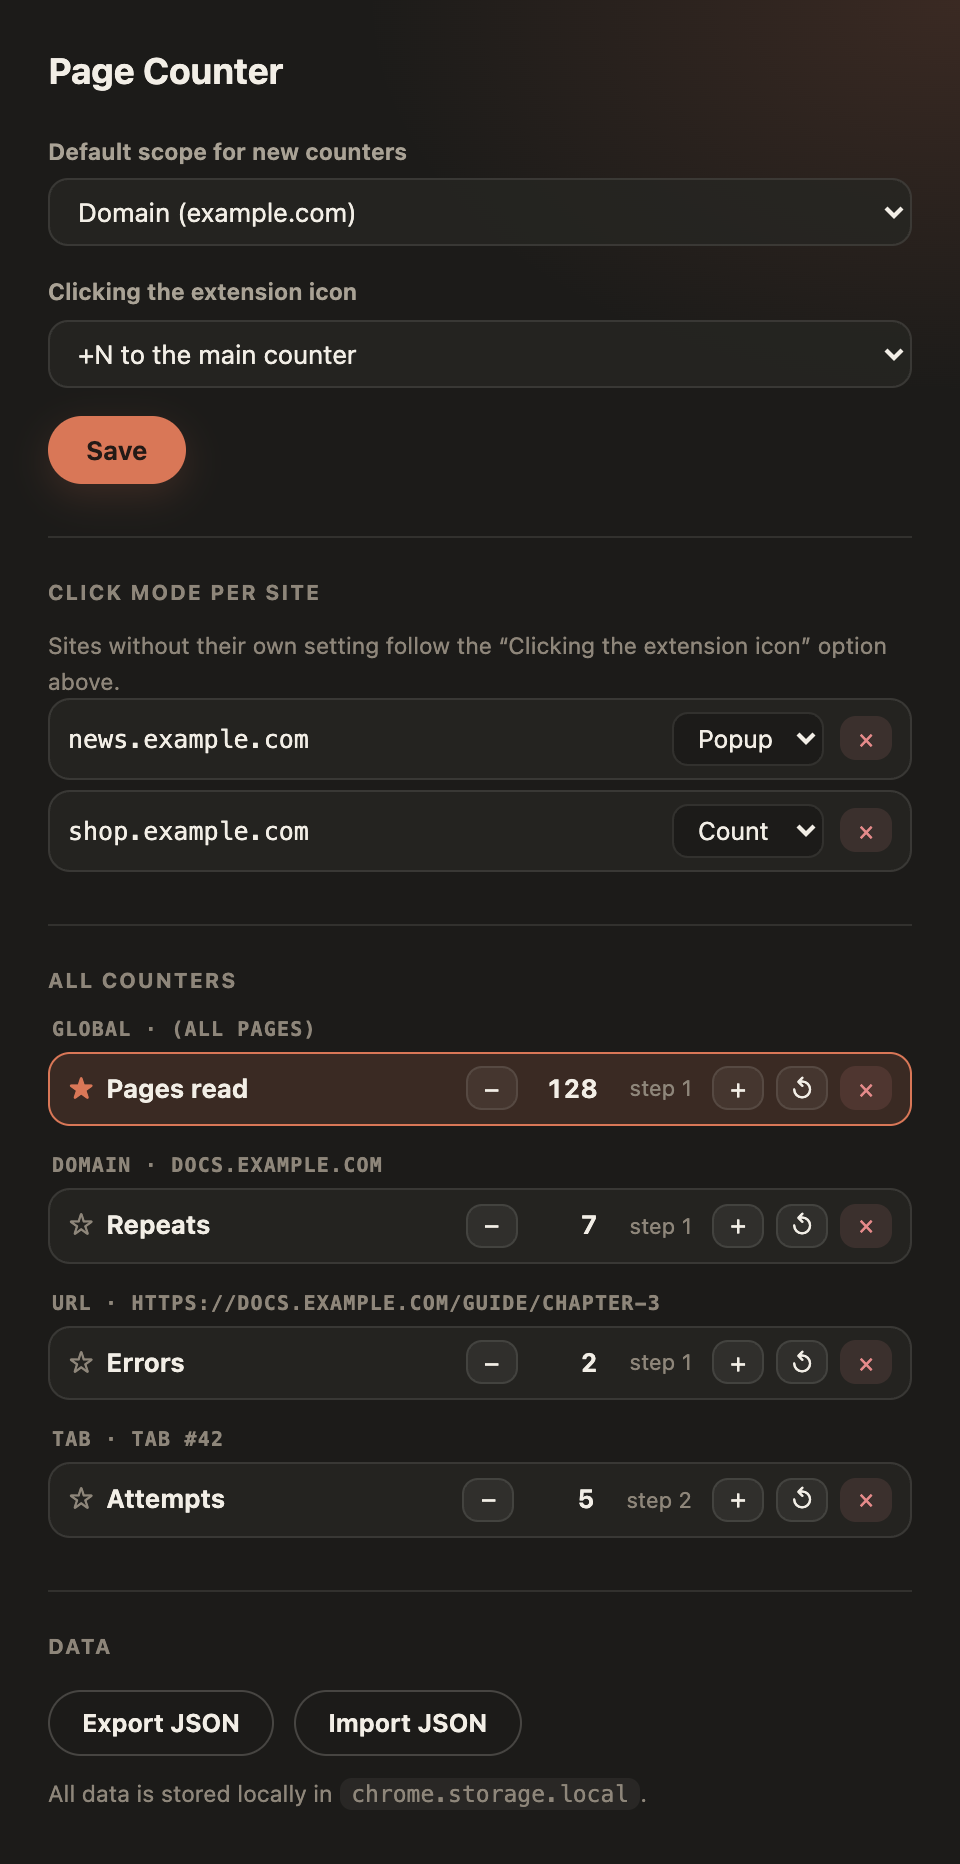 Page Counter
Default scope for new counters
Domain (example.com)
Clicking the extension icon
+N to the main counter
Save
CLICK MODE PER SITE
Sites without their own setting follow the “Clicking the extension icon” option
above.
news.example.com Popup ×
shop.example.com Count ×
ALL COUNTERS
GLOBAL · (ALL PAGES)
★ Pages read − 128 step 1 + ↺ ×
DOMAIN · DOCS.EXAMPLE.COM
☆ Repeats − 7 step 1 + ↺ ×
URL · HTTPS://DOCS.EXAMPLE.COM/GUIDE/CHAPTER-3
☆ Errors − 2 step 1 + ↺ ×
TAB · TAB #42
☆ Attempts − 5 step 2 + ↺ ×
DATA
Export JSON Import JSON
All data is stored locally in chrome.storage.local.